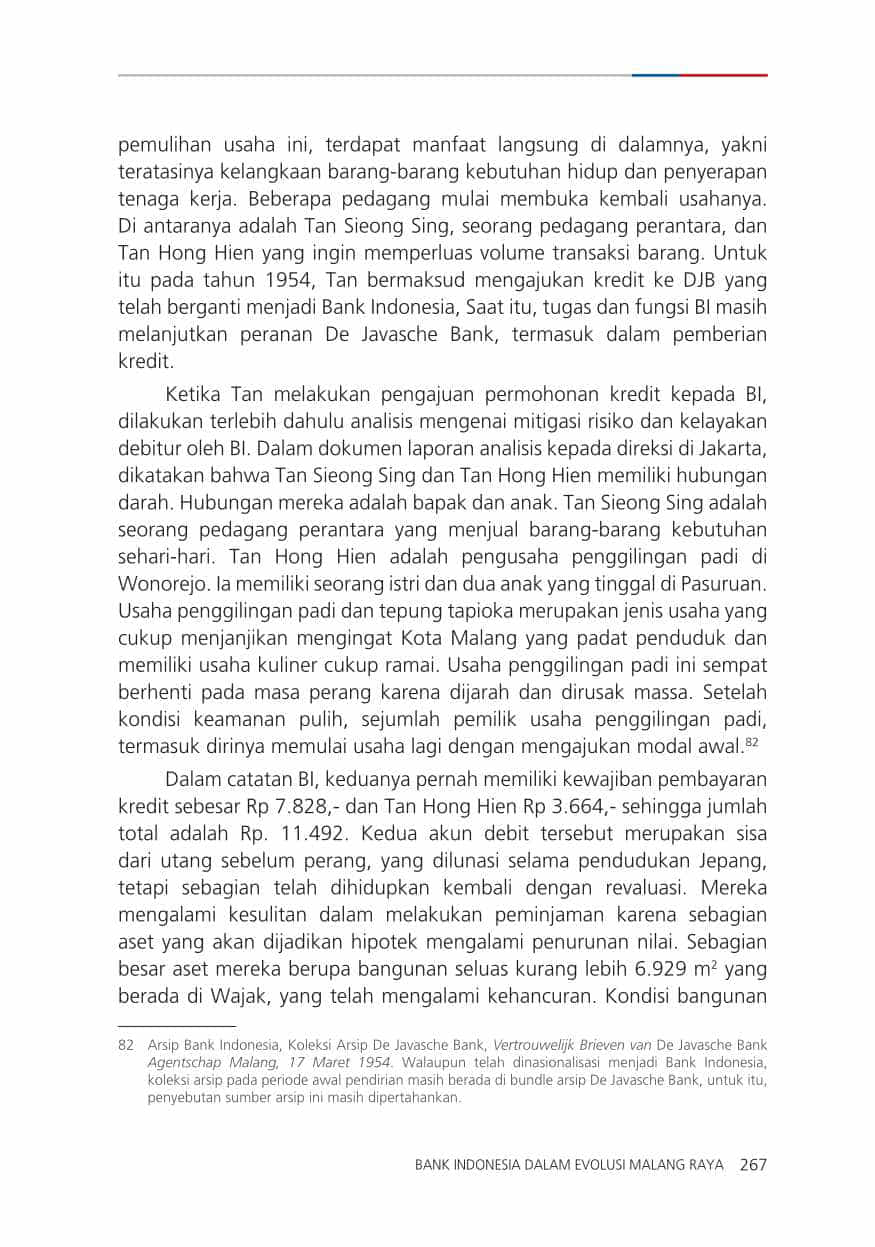 pemulihan usaha ini, terdapat manfaat langsung di dalamnya, yakni
teratasinya kelangkaan barang-barang kebutuhan hidup dan penyerapan
tenaga kerja. Beberapa pedagang mulai membuka kembali usahanya.
Di antaranya adalah Tan Sieong Sing, seorang pedagang perantara, dan
Tan Hong Hien yang ingin memperluas volume transaksi barang. Untuk
itu pada tahun 1954, Tan bermaksud mengajukan kredit ke DJB yang
telah berganti menjadi Bank Indonesia, Saat itu, tugas dan fungsi BI masih
melanjutkan peranan De Javasche Bank, termasuk dalam pemberian
kredit.
Ketika Tan melakukan pengajuan permohonan kredit kepada BI,
dilakukan terlebih dahulu analisis mengenai mitigasi risiko dan kelayakan
debitur oleh BI. Dalam dokumen laporan analisis kepada direksi di Jakarta,
dikatakan bahwa Tan Sieong Sing dan Tan Hong Hien memiliki hubungan
darah. Hubungan mereka adalah bapak dan anak. Tan Sieong Sing adalah
seorang pedagang perantara yang menjual barang-barang kebutuhan
sehari-hari. Tan Hong Hien adalah pengusaha penggilingan padi di
Wonorejo. Ia memiliki seorang istri dan dua anak yang tinggal di Pasuruan.
Usaha penggilingan padi dan tepung tapioka merupakan jenis usaha yang
cukup menjanjikan mengingat Kota Malang yang padat penduduk dan
memiliki usaha kuliner cukup ramai. Usaha penggilingan padi ini sempat
berhenti pada masa perang karena dijarah dan dirusak massa. Setelah
kondisi keamanan pulih, sejumlah pemilik usaha penggilingan padi,
termasuk dirinya memulai usaha lagi dengan mengajukan modal awal.⁸²
Dalam catatan BI, keduanya pernah memiliki kewajiban pembayaran
kredit sebesar Rp 7.828,- dan Tan Hong Hien Rp 3.664,- sehingga jumlah
total adalah Rp. 11.492. Kedua akun debit tersebut merupakan sisa
dari utang sebelum perang, yang dilunasi selama pendudukan Jepang,
tetapi sebagian telah dihidupkan kembali dengan revaluasi. Mereka
mengalami kesulitan dalam melakukan peminjaman karena sebagian
aset yang akan dijadikan hipotek mengalami penurunan nilai. Sebagian
besar aset mereka berupa bangunan seluas kurang lebih 6.929 m² yang
berada di Wajak, yang telah mengalami kehancuran. Kondisi bangunan
82 Arsip Bank Indonesia, Koleksi Arsip De Javasche Bank, Vertrouwelijk Brieven van De Javasche Bank
Agentschap Malang, 17 Maret 1954. Walaupun telah dinasionalisasi menjadi Bank Indonesia,
koleksi arsip pada periode awal pendirian masih berada di bundle arsip De Javasche Bank, untuk itu,
penyebutan sumber arsip ini masih dipertahankan.
BANK INDONESIA DALAM EVOLUSI MALANG RAYA 267